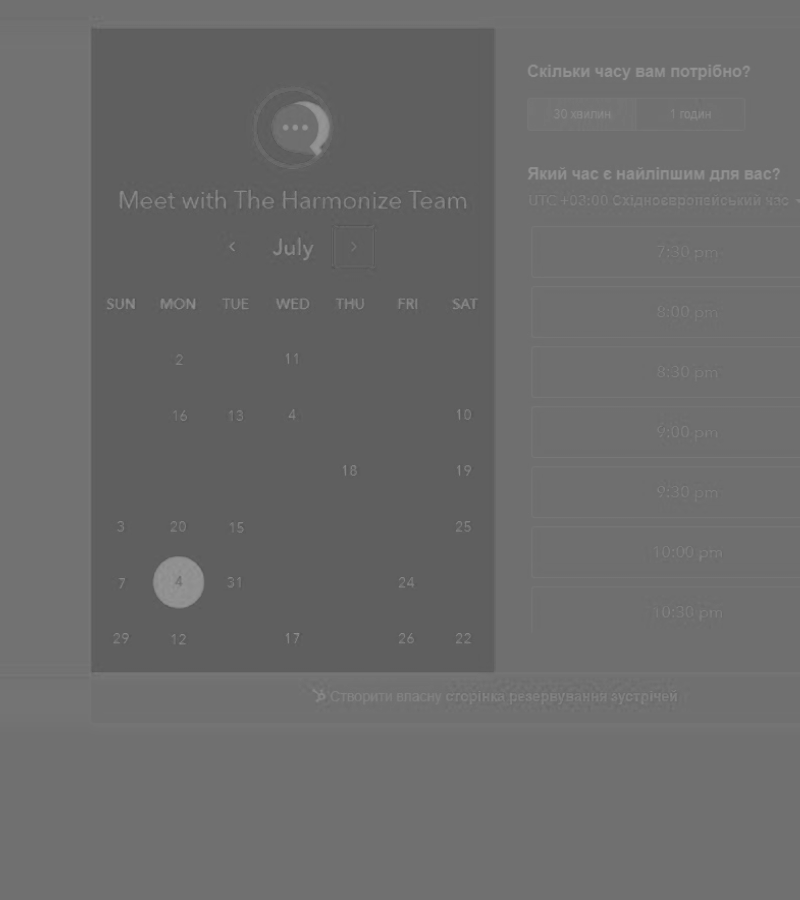 Скільки часу вам потрібно?
30 хвилин 1 годин
Meet with The Harmonize Team
Який час є найліпшим для вас?
UTC +03:00 Східноєвропейський час
July
7:30 pm
SUN MON TUE WED THU FRI SAT
8:00 pm
2 11
8:30 pm
16 13 4 10
9:00 pm
18 19
9:30 pm
3 20 15 25
10:00 pm
7 4 31 24
10:30 pm
29 12 17 26 22
Створити власну сторінка резервування зустрічей